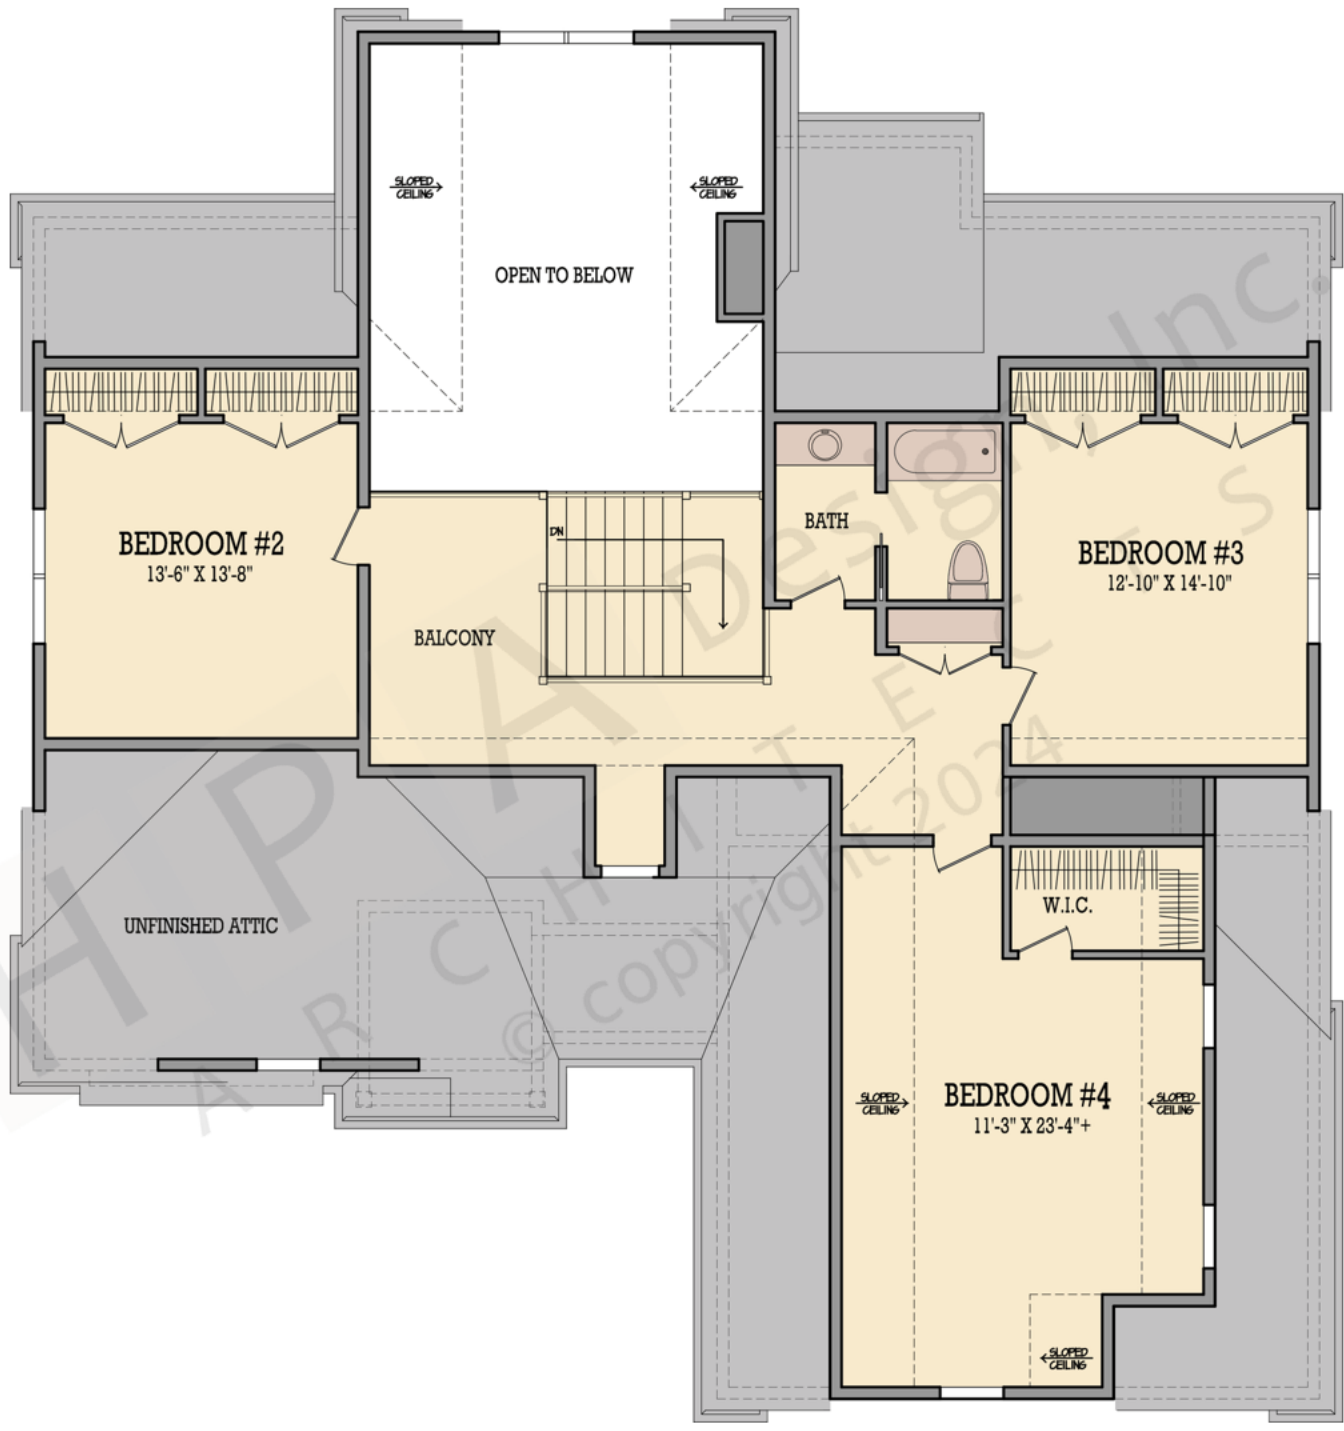 SLOPED
CEILING
SLOPED
CEILING
OPEN TO BELOW
BEDROOM #2
13'-6" X 13'-8"
DN
BALCONY
BATH
BEDROOM #3
12'-10" X 14'-10"
UNFINISHED ATTIC
W.I.C.
SLOPED
CEILING
BEDROOM #4
11'-3" X 23'-4"+
SLOPED
CEILING
SLOPED
CEILING
HPA Design, Inc.
ARCHITECTS
© copyright 2024